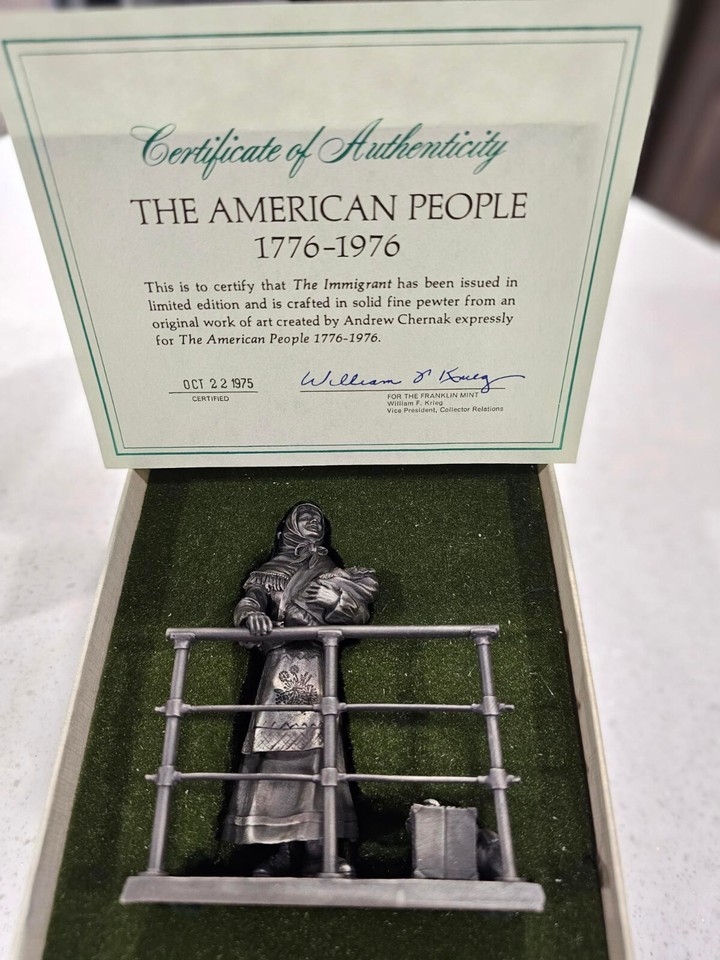 Certificate of Authenticity
THE AMERICAN PEOPLE
1776-1976
This is to certify that The Immigrant has been issued in
limited edition and is crafted in solid fine pewter from an
original work of art created by Andrew Chernak expressly
for The American People 1776-1976.
OCT 22 1975
CERTIFIED
William F. Krieg
FOR THE FRANKLIN MINT
William F. Krieg
Vice President, Collector Relations